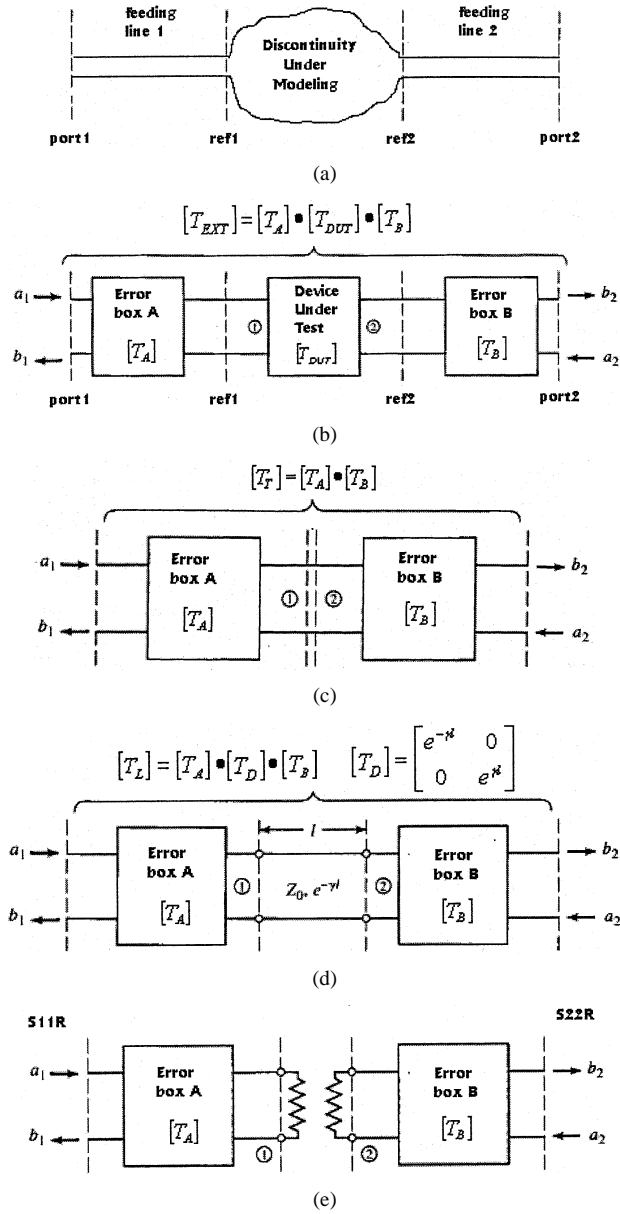 feeding line 1
feeding line 2
Discontinuity Under Modeling
port1 ref1 ref2 port2
(a)
[T_EXT] = [T_A] • [T_DUT] • [T_B]
a₁ b₁ Error box A [T_A] ① Device Under Test [T_DUT] ② Error box B [T_B] b₂ a₂
port1 ref1 ref2 port2
(b)
[T_T] = [T_A] • [T_B]
a₁ b₁ Error box A [T_A] ① ② Error box B [T_B] b₂ a₂
(c)
[T_L] = [T_A] • [T_D] • [T_B] [T_D] = [e^{-γl} 0; 0 e^{γl}]
l
a₁ b₁ Error box A [T_A] ① Z₀, e^{-γl} ② Error box B [T_B] b₂ a₂
(d)
S11R S22R
a₁ b₁ Error box A [T_A] ① ② Error box B [T_B] b₂ a₂
(e)